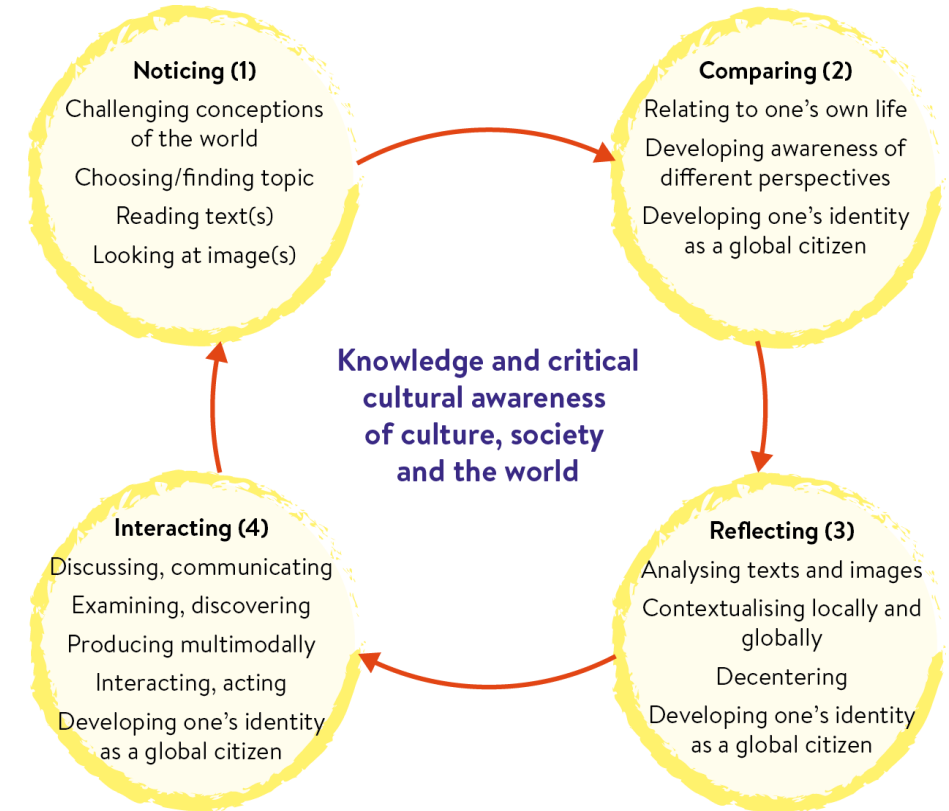 Noticing (1)
Challenging conceptions
of the world
Choosing/finding topic
Reading text(s)
Looking at image(s)
Comparing (2)
Relating to one's own life
Developing awareness of
different perspectives
Developing one's identity
as a global citizen
Knowledge and critical
cultural awareness
of culture, society
and the world
Reflecting (3)
Analysing texts and images
Contextualising locally and
globally
Decentering
Developing one's identity
as a global citizen
Interacting (4)
Discussing, communicating
Examining, discovering
Producing multimodally
Interacting, acting
Developing one's identity
as a global citizen